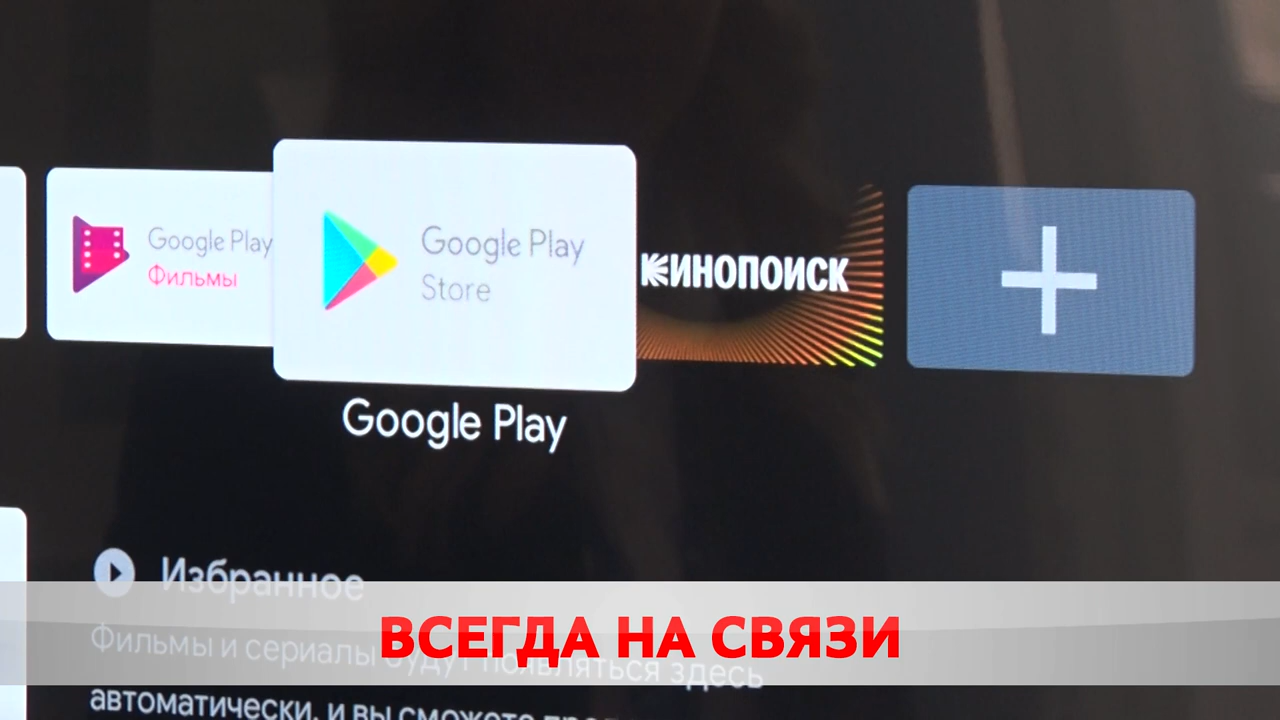 Google Play
Фильмы
Google Play
Store
КИНОПОИСК
Google Play
Избранное
Фильмы и сериалы будут появляться здесь
ВСЕГДА НА СВЯЗИ
автоматически, и вы сможете